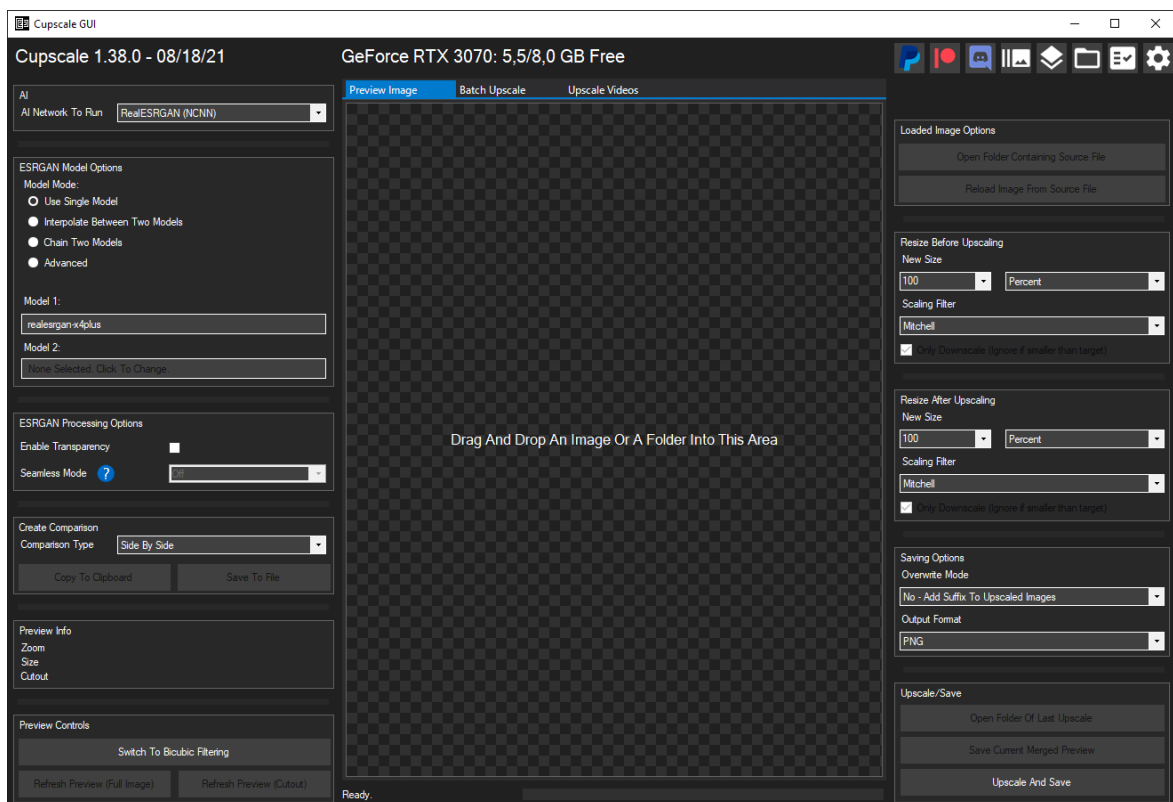 Cupscale GUI
Cupscale 1.38.0 - 08/18/21
GeForce RTX 3070: 5,5/8,0 GB Free
AI
AI Network To Run RealESRGAN (NCNN)
ESRGAN Model Options
Model Mode:
Use Single Model
Interpolate Between Two Models
Chain Two Models
Advanced
Model 1:
realesrgan-x4plus
Model 2:
None Selected. Click To Change.
ESRGAN Processing Options
Enable Transparency
Seamless Mode ? Off
Create Comparison
Comparison Type Side By Side
Copy To Clipboard Save To File
Preview Info
Zoom
Size
Cutout
Preview Controls
Switch To Bicubic Filtering
Refresh Preview (Full Image) Refresh Preview (Cutout)
Preview Image Batch Upscale Upscale Videos
Drag And Drop An Image Or A Folder Into This Area
Ready.
Loaded Image Options
Open Folder Containing Source File
Reload Image From Source File
Resize Before Upscaling
New Size
100 Percent
Scaling Filter
Mitchell
Only Downscale (Ignore if smaller than target)
Resize After Upscaling
New Size
100 Percent
Scaling Filter
Mitchell
Only Downscale (Ignore if smaller than target)
Saving Options
Overwrite Mode
No - Add Suffix To Upscaled Images
Output Format
PNG
Upscale/Save
Open Folder Of Last Upscale
Save Current Merged Preview
Upscale And Save